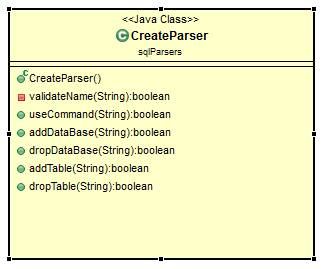 <<Java Class>>
CreateParser
sqlParsers
CreateParser()
validateName(String):boolean
useCommand(String):boolean
addDataBase(String):boolean
dropDataBase(String):boolean
addTable(String):boolean
dropTable(String):boolean